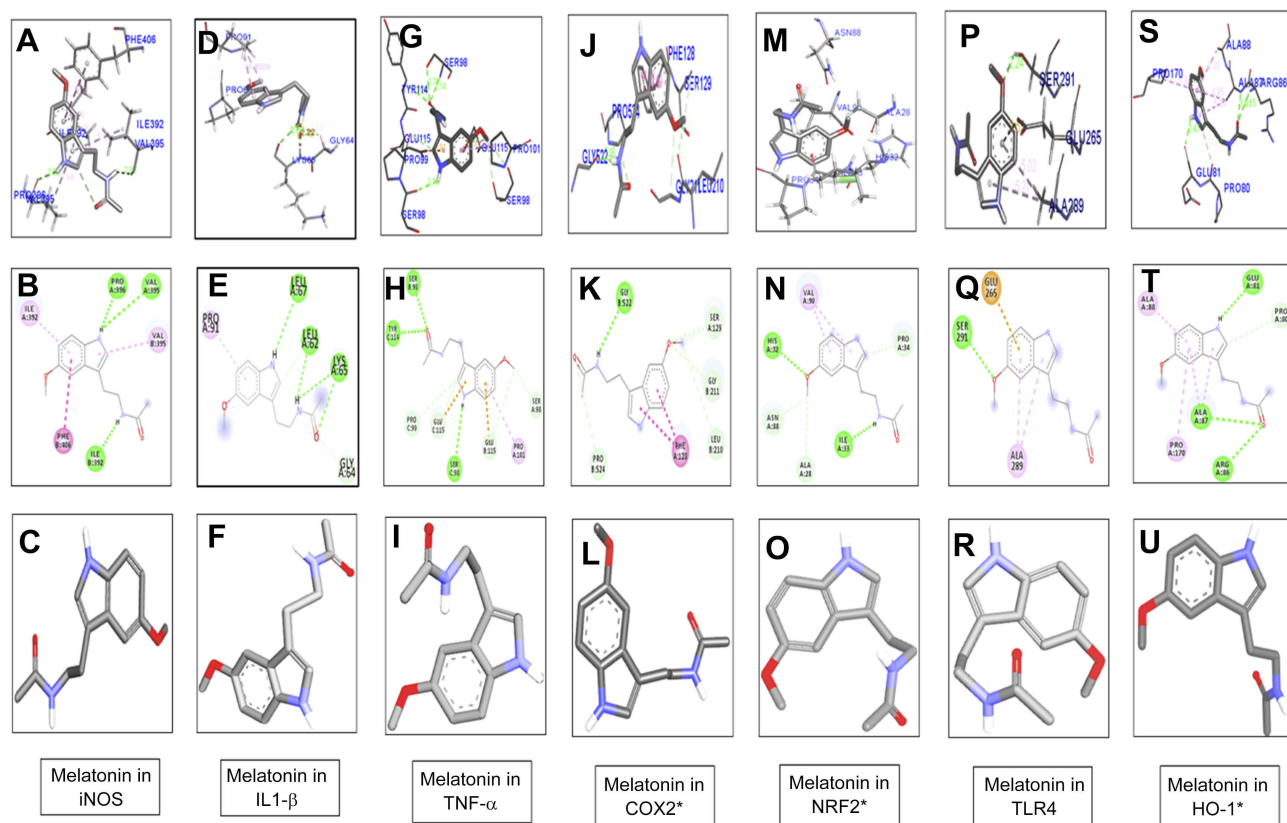 A
PHE406
ILE392
VAL395
D
PRO91
GLY64
G
SER98
TYR114
GLU115
PRO99
GLU115
PRO101
SER98
SER98
J
PHE128
SER129
PRO524
GLY522
LEU210
M
ASN88
ALA28
P
SER291
GLU265
ALA289
S
ALA88
PRO170
ALA87
ARG86
GLU81
PRO80
B
PRO
A:396
VAL
A:395
ILE
A:392
VAL
B:395
PHE
B:406
ILE
B:392
E
LEU
A:67
PRO
A:91
LEU
A:62
LYS
A:65
GLY
A:64
H
SER
B:98
TYR
C:114
PRO
C:99
GLU
C:115
SER
C:98
GLU
B:115
PRO
A:101
SER
A:98
K
GLY
B:522
SER
A:129
GLY
B:211
LEU
B:210
PRO
B:524
PHE
A:128
N
VAL
A:90
HIS
A:32
PRO
A:34
ASN
A:88
ALA
A:28
ILE
A:33
Q
GLU
265
SER
291
ALA
289
T
GLU
A:81
ALA
A:88
PRO
A:80
ALA
A:87
PRO
A:170
ARG
A:86
C
F
I
L
O
R
U
Melatonin in
iNOS
Melatonin in
IL1-β
Melatonin in
TNF-α
Melatonin in
COX2*
Melatonin in
NRF2*
Melatonin in
TLR4
Melatonin in
HO-1*